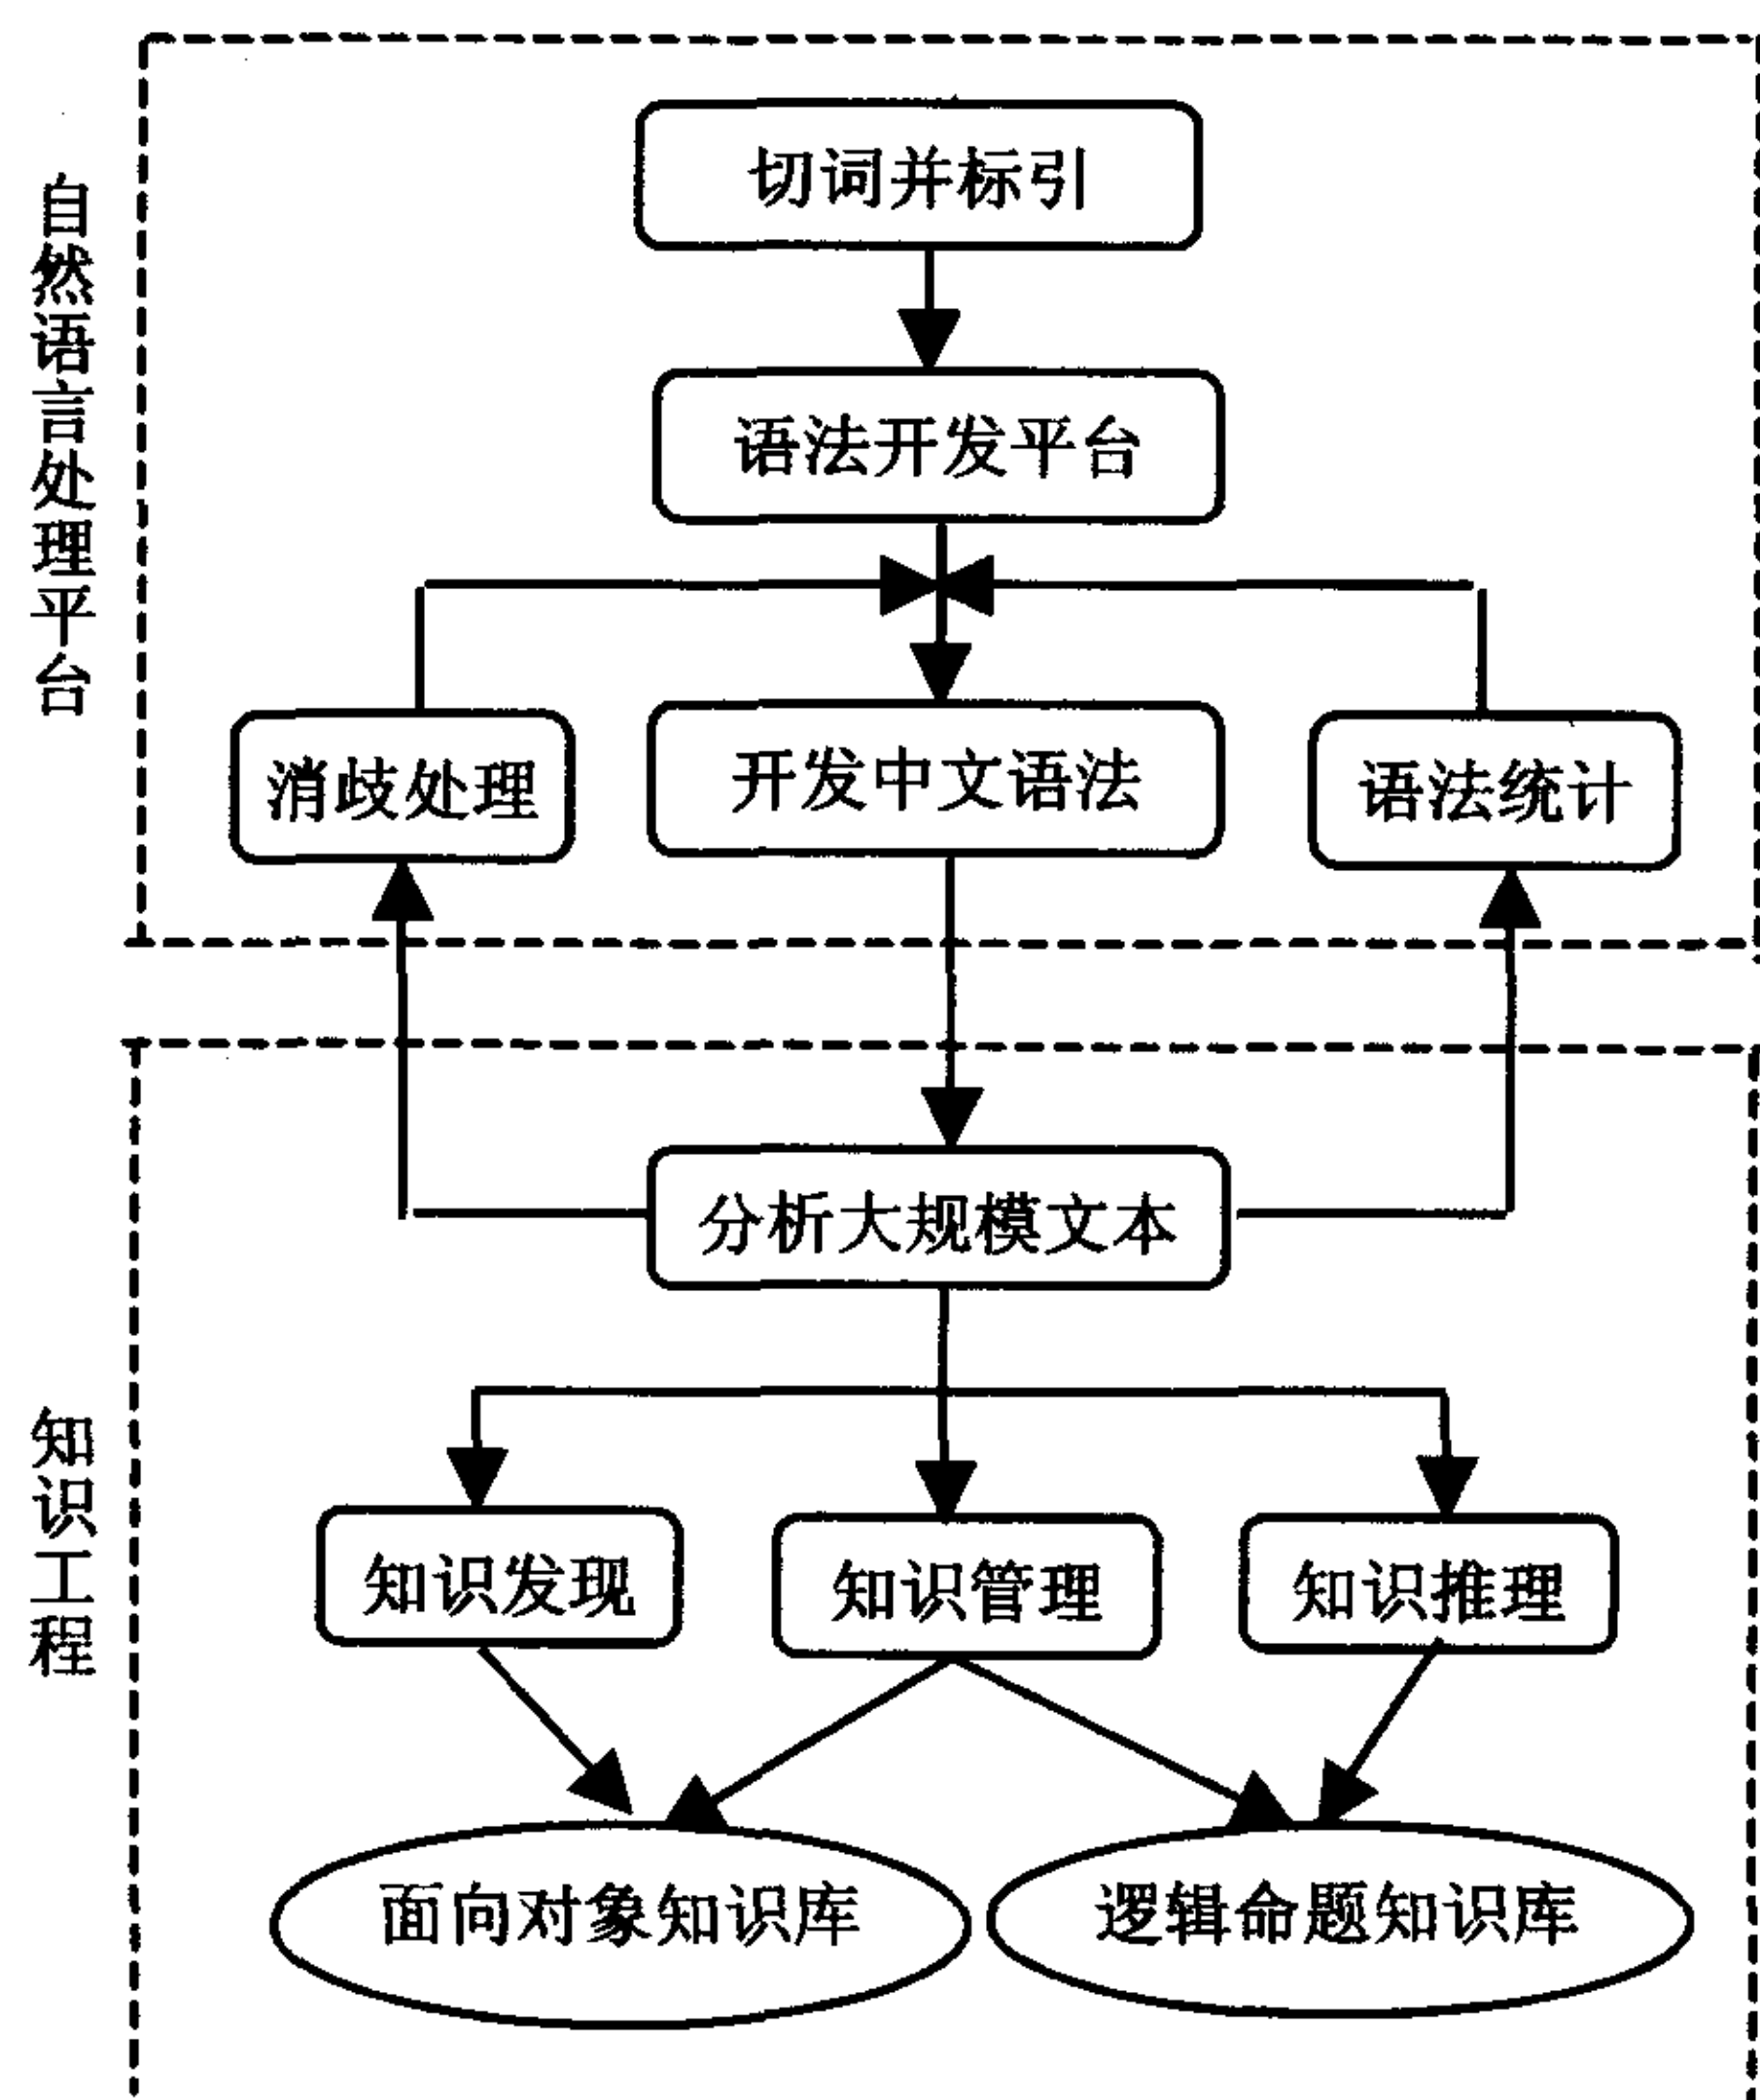 自然语言处理平台
切词并标引
语法开发平台
消歧处理
开发中文语法
语法统计
知识工程
分析大规模文本
知识发现
知识管理
知识推理
面向对象知识库
逻辑命题知识库